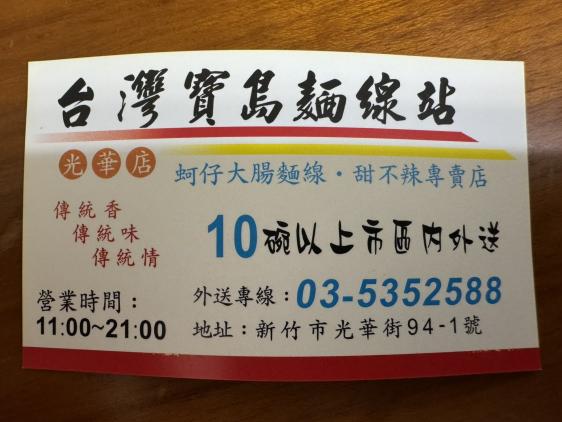 台灣寶島麵線站
光華店
蚵仔大腸麵線·甜不辣專賣店
傳統香
傳統味
傳統情
10碗以上市區內外送
營業時間:
11:00~21:00
外送專線:03-5352588
地址:新竹市光華街94-1號